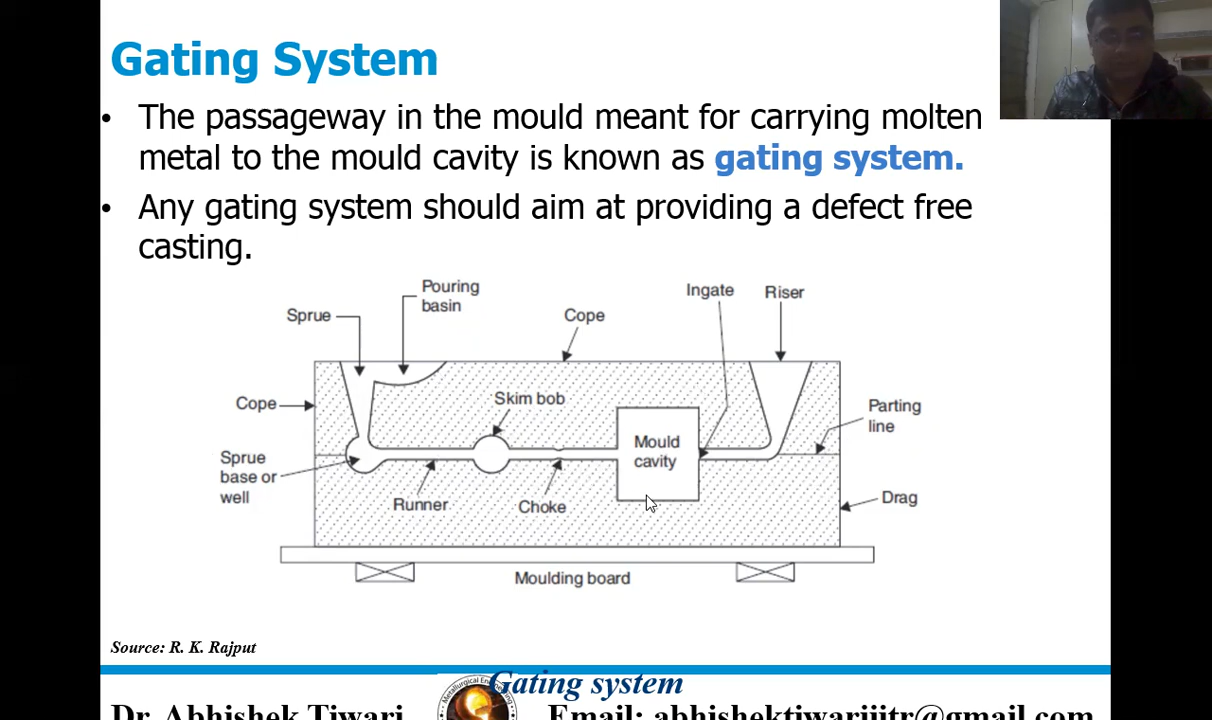 Gating System
• The passageway in the mould meant for carrying molten
metal to the mould cavity is known as gating system.
• Any gating system should aim at providing a defect free
casting.
Pouring
basin
Sprue
Cope
Ingate
Riser
Cope
Skim bob
Parting
line
Mould
cavity
Sprue
base or
well
Runner
Choke
Drag
Moulding board
Source: R. K. Rajput
Gating system
Metallurgical Engineering
Dr. Abhishek Tiwari
Email: abhishektiwariiitr@gmail.com